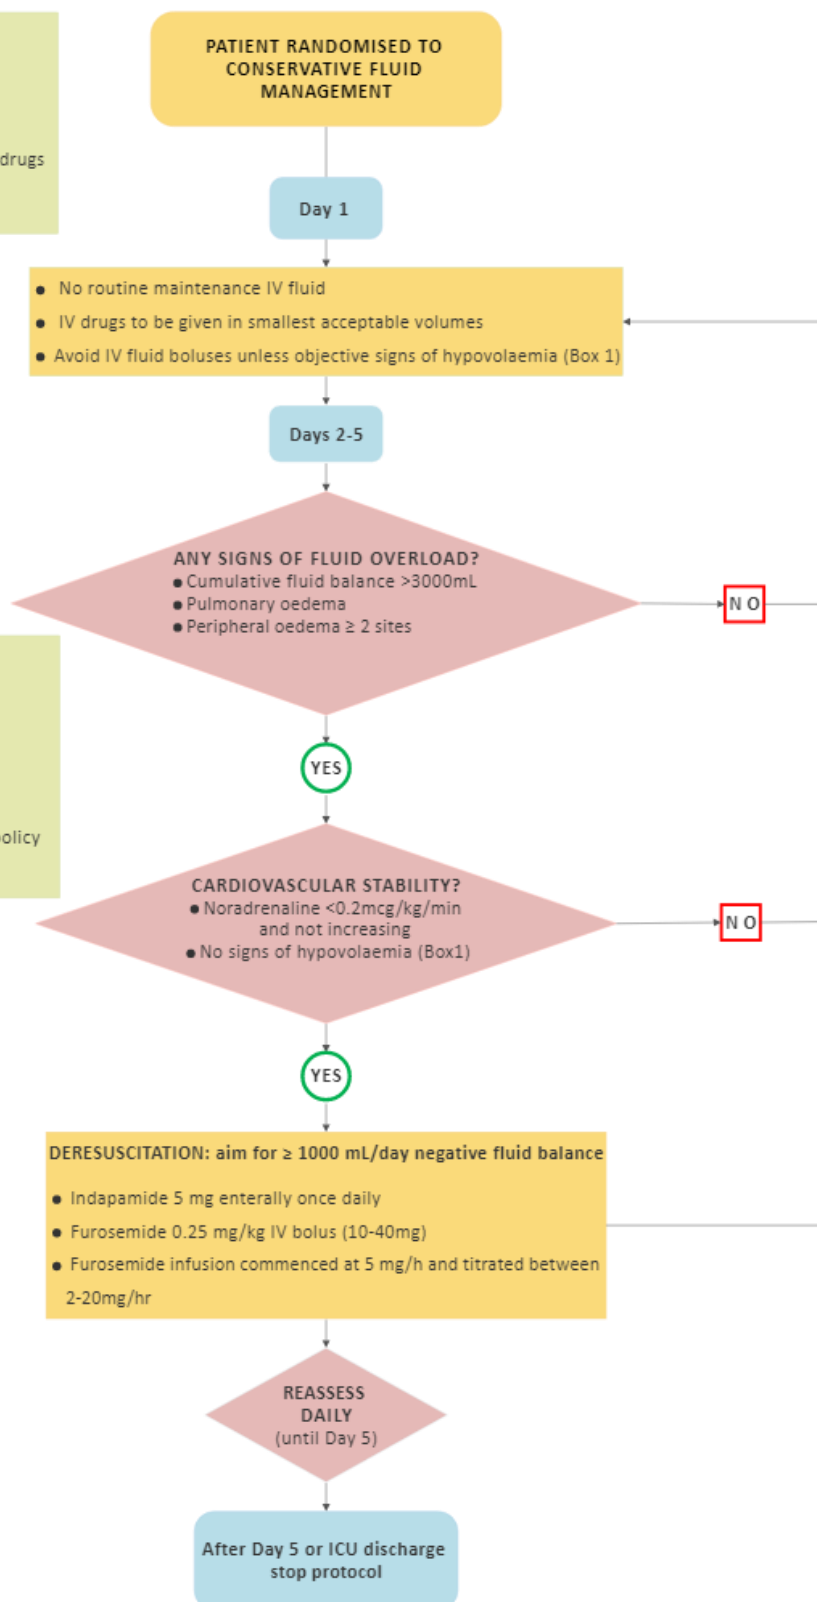 PATIENT RANDOMISED TO
CONSERVATIVE FLUID
MANAGEMENT
drugs
Day 1
● No routine maintenance IV fluid
● IV drugs to be given in smallest acceptable volumes
● Avoid IV fluid boluses unless objective signs of hypovolaemia (Box 1)
Days 2-5
ANY SIGNS OF FLUID OVERLOAD?
● Cumulative fluid balance >3000mL
● Pulmonary oedema
● Peripheral oedema ≥ 2 sites
NO
YES
olicy
CARDIOVASCULAR STABILITY?
● Noradrenaline <0.2mcg/kg/min
and not increasing
● No signs of hypovolaemia (Box1)
NO
YES
DERESUSCITATION: aim for ≥ 1000 mL/day negative fluid balance
● Indapamide 5 mg enterally once daily
● Furosemide 0.25 mg/kg IV bolus (10-40mg)
● Furosemide infusion commenced at 5 mg/h and titrated between
2-20mg/hr
REASSESS
DAILY
(until Day 5)
After Day 5 or ICU discharge
stop protocol